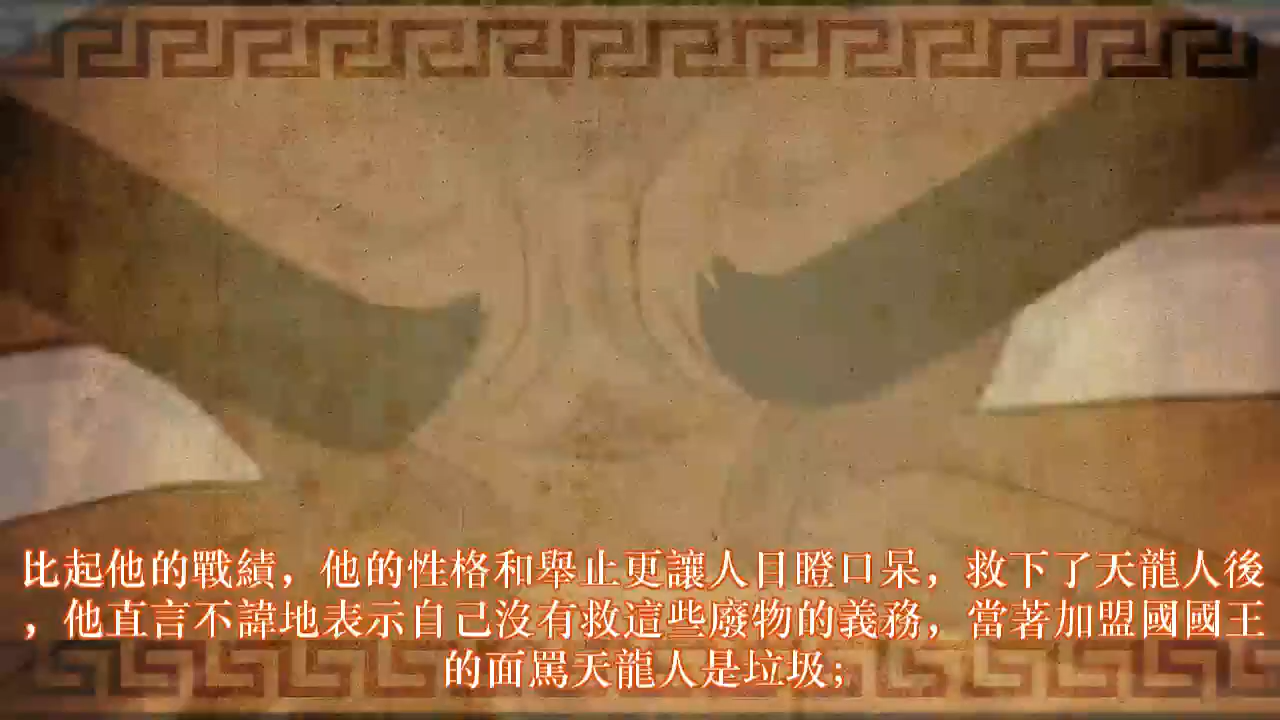 比起他的戰績，他的性格和舉止更讓人目瞪口呆，救下了天龍人後
，他直言不諱地表示自己沒有救這些廢物的義務，當著加盟國國王
的面罵天龍人是垃圾；